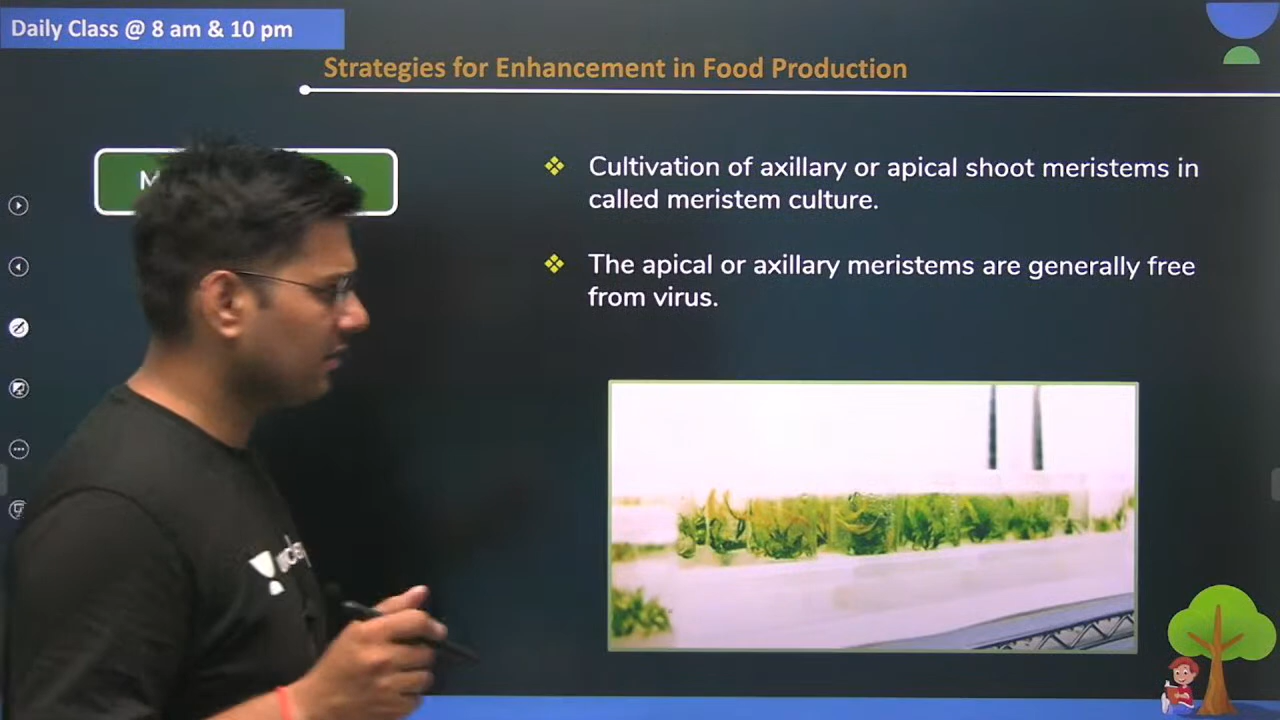 Daily Class @ 8 am & 10 pm
Strategies for Enhancement in Food Production
Cultivation of axillary or apical shoot meristems in
called meristem culture.
The apical or axillary meristems are generally free
from virus.